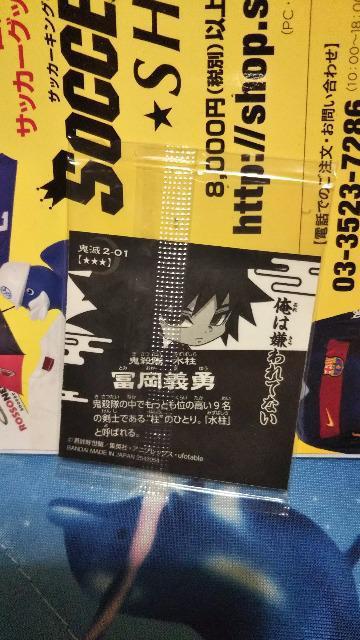 サッカーグッ
サッカーキング
SOCCE
★SH
8,000円(税別)以上
http://shop.s
(PC・
【電話でのご注文・お問い合わせ】
03-3523-7286
(10:00~18:0
鬼滅2-01
【★★★】
俺は嫌われてない
鬼殺隊 水柱
冨岡義勇
鬼殺隊の中でもっとも位の高い9名
の剣士である"柱"のひとり。「水柱」
と呼ばれる。
©吾峠呼世晴/集英社・アニプレックス・ufotable
BANDAI MADE IN JAPAN